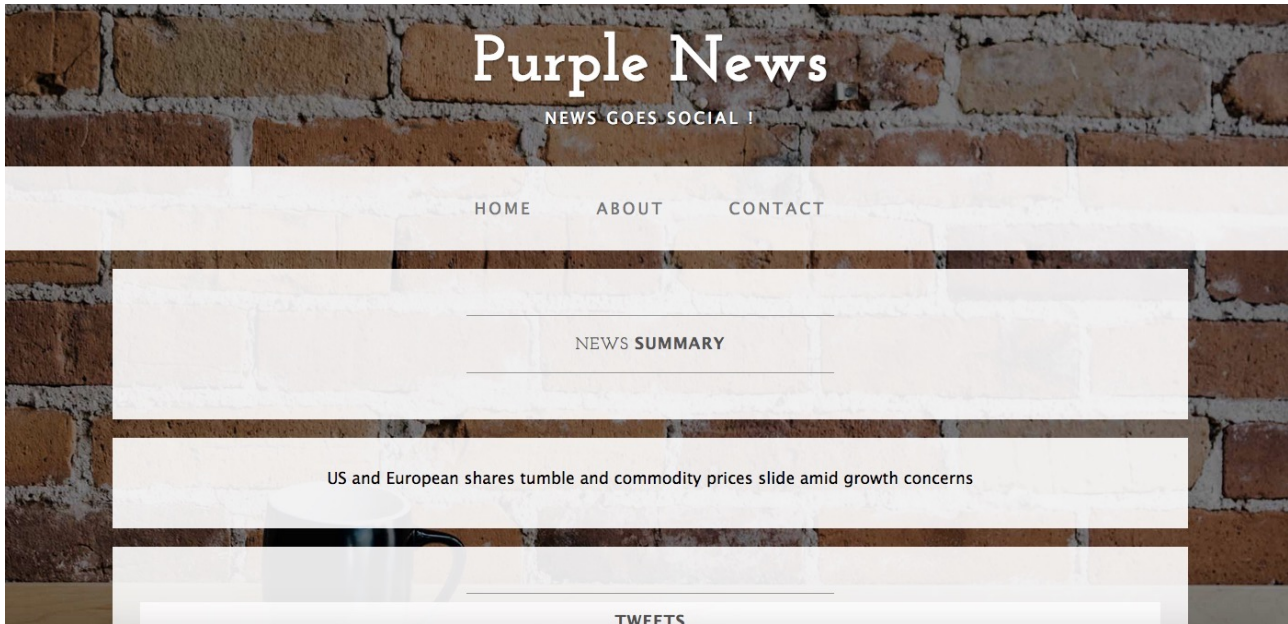 Purple News
NEWS GOES SOCIAL !
HOME ABOUT CONTACT
NEWS SUMMARY
US and European shares tumble and commodity prices slide amid growth concerns
TWEETS